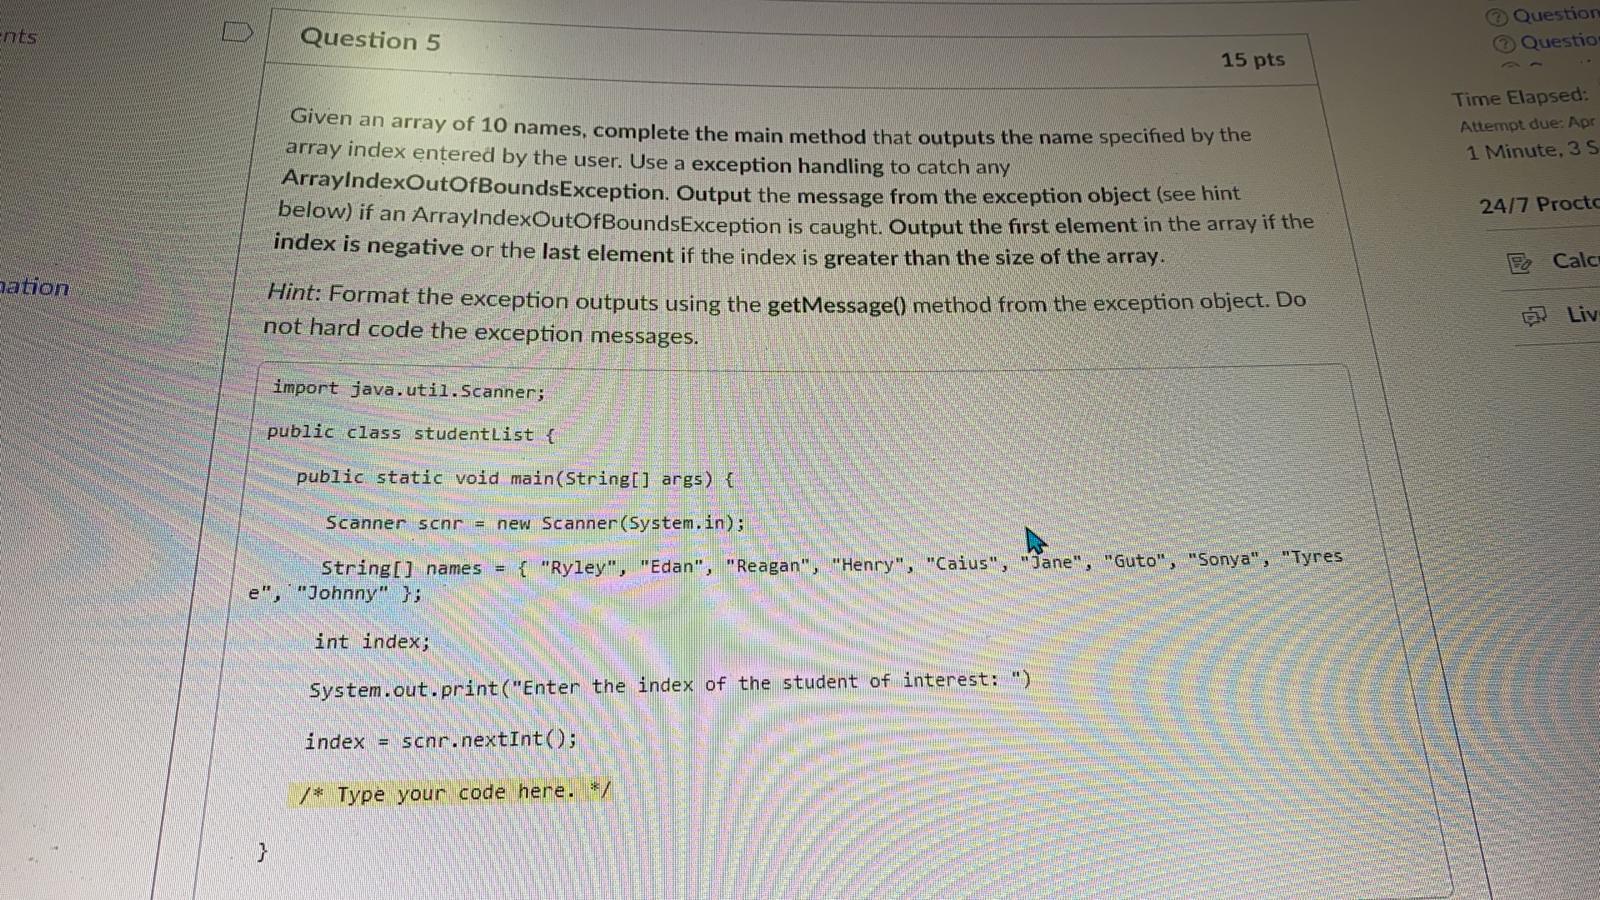 Question 5
15 pts
Given an array of 10 names, complete the main method that outputs the name specified by the
array index entered by the user. Use a exception handling to catch any
ArrayIndexOutOfBoundsException. Output the message from the exception object (see hint
below) if an ArrayIndexOutOfBoundsException is caught. Output the first element in the array if the
index is negative or the last element if the index is greater than the size of the array.
Hint: Format the exception outputs using the getMessage() method from the exception object. Do
not hard code the exception messages.
import java.util.Scanner;
public class studentList {
public static void main(String[] args) {
Scanner scnr = new Scanner(System.in);
String[] names = { "Ryley", "Edan", "Reagan", "Henry", "Caius", "Jane", "Guto", "Sonya", "Tyres
e", "Johnny" };
int index;
System.out.print("Enter the index of the student of interest: ")
index = scnr.nextInt();
/* Type your code here. */
}
nts
nation
Question
Questio
Time Elapsed:
Attempt due: Apr
1 Minute, 3 S
24/7 Procto
Calc
Liv